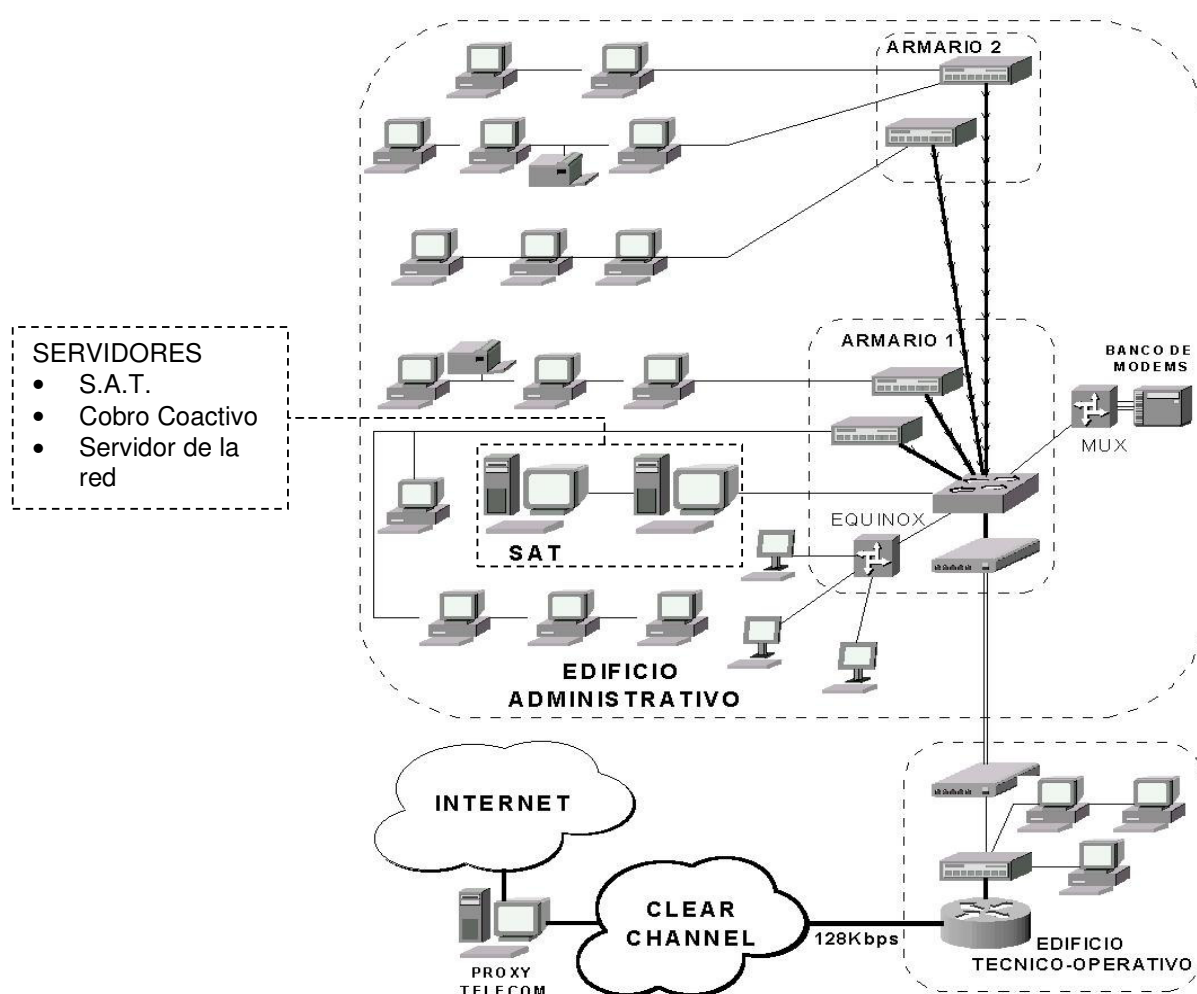 ARMARIO 2
SERVIDORES
• S.A.T.
• Cobro Coactivo
• Servidor de la
red
ARMARIO 1
BANCO DE
MODEMS
MUX
EQUINOX
SAT
EDIFICIO
ADMINISTRATIVO
INTERNET
CLEAR
CHANNEL
128Kbps
PROXY
TELECOM
EDIFICIO
TECNICO-OPERATIVO